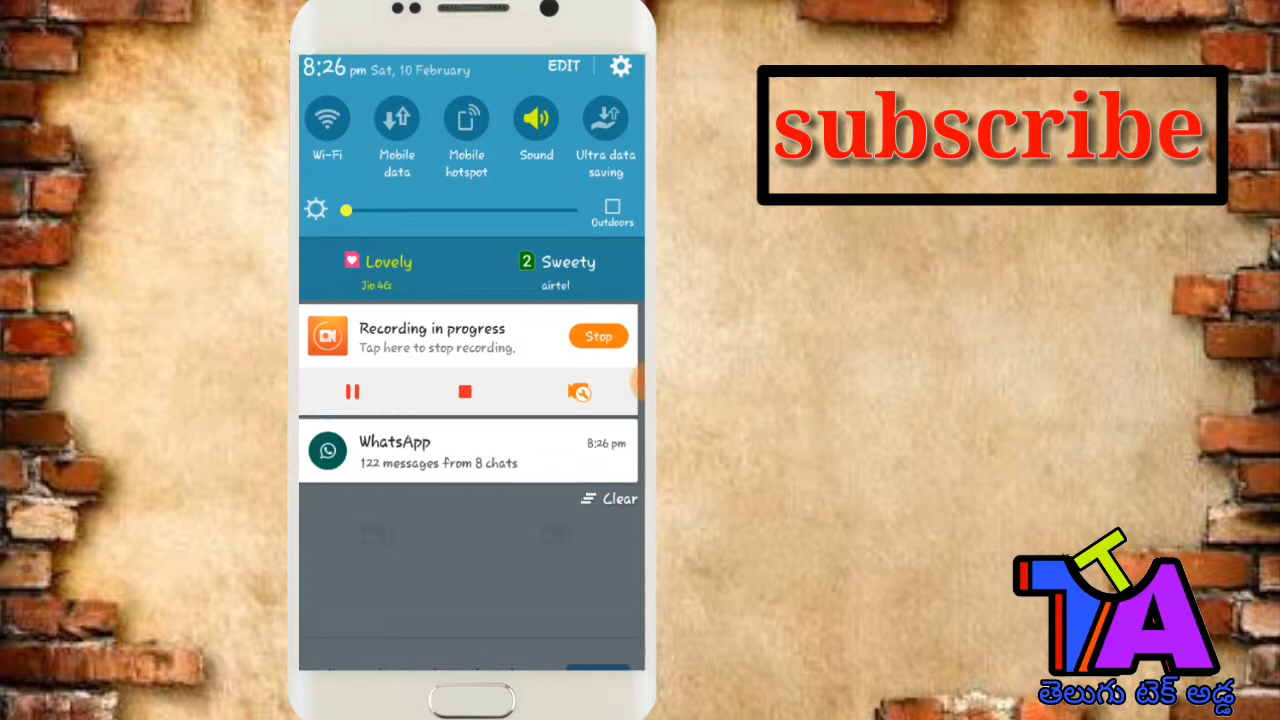 8:26 pm Sat, 10 February EDIT
Wi-Fi
Mobile data
Mobile hotspot
Sound
Ultra data saving
Outdoors
Lovely
Jio 4G
2 Sweety
airtel
Recording in progress
Tap here to stop recording.
Stop
WhatsApp 8:26 pm
122 messages from 8 chats
Clear
subscribe
TTA
తెలుగు టెక్ అడ్డ